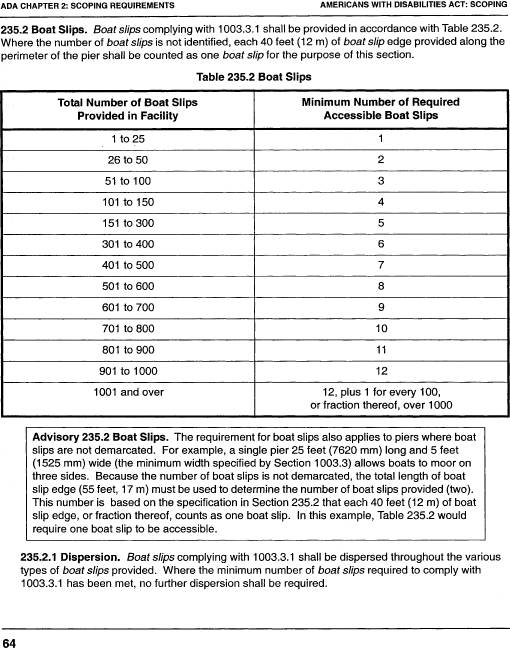 ADA CHAPTER 2: SCOPING REQUIREMENTS AMERICANS WITH DISABILITIES ACT: SCOPING
235.2 Boat Slips. Boat slips complying with 1003.3.1 shall be provided in accordance with Table 235.2.
Where the number of boat slips is not identified, each 40 feet (12 m) of boat slip edge provided along the
perimeter of the pier shall be counted as one boat slip for the purpose of this section.
Table 235.2 Boat Slips
Total Number of Boat Slips Minimum Number of Required
Provided in Facility Accessible Boat Slips
1 to 25 1
26 to 50 2
51 to 100 3
101 to 150 4
151 to 300 5
301 to 400 6
401 to 500 7
501 to 600 8
601 to 700 9
701 to 800 10
801 to 900 11
901 to 1000 12
1001 and over 12, plus 1 for every 100,
or fraction thereof, over 1000
Advisory 235.2 Boat Slips. The requirement for boat slips also applies to piers where boat
slips are not demarcated. For example, a single pier 25 feet (7620 mm) long and 5 feet
(1525 mm) wide (the minimum width specified by Section 1003.3) allows boats to moor on
three sides. Because the number of boat slips is not demarcated, the total length of boat
slip edge (55 feet, 17 m) must be used to determine the number of boat slips provided (two).
This number is based on the specification in Section 235.2 that each 40 feet (12 m) of boat
slip edge, or fraction thereof, counts as one boat slip. In this example, Table 235.2 would
require one boat slip to be accessible.
235.2.1 Dispersion. Boat slips complying with 1003.3.1 shall be dispersed throughout the various
types of boat slips provided. Where the minimum number of boat slips required to comply with
1003.3.1 has been met, no further dispersion shall be required.
64